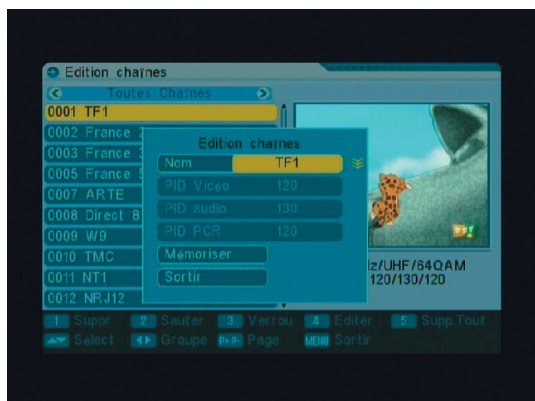 Edition chaînes
Toutes Chaînes
0001 TF1
0002 France 2
0003 France 3
0005 France 5
0007 ARTE
0008 Direct 8
0009 W9
0010 TMC
0011 NT1
0012 NRJ12
Edition chaînes
Nom TF1
PID Video 120
PID audio 130
PID PCR 120
Mémoriser
Sortir
z/UHF/64QAM
120/130/120
1 Suppr. 2 Sauter 3 Verrou 4 Editer 5 Supp.Tout
Select Groupe P+P- Page MENU Sortir